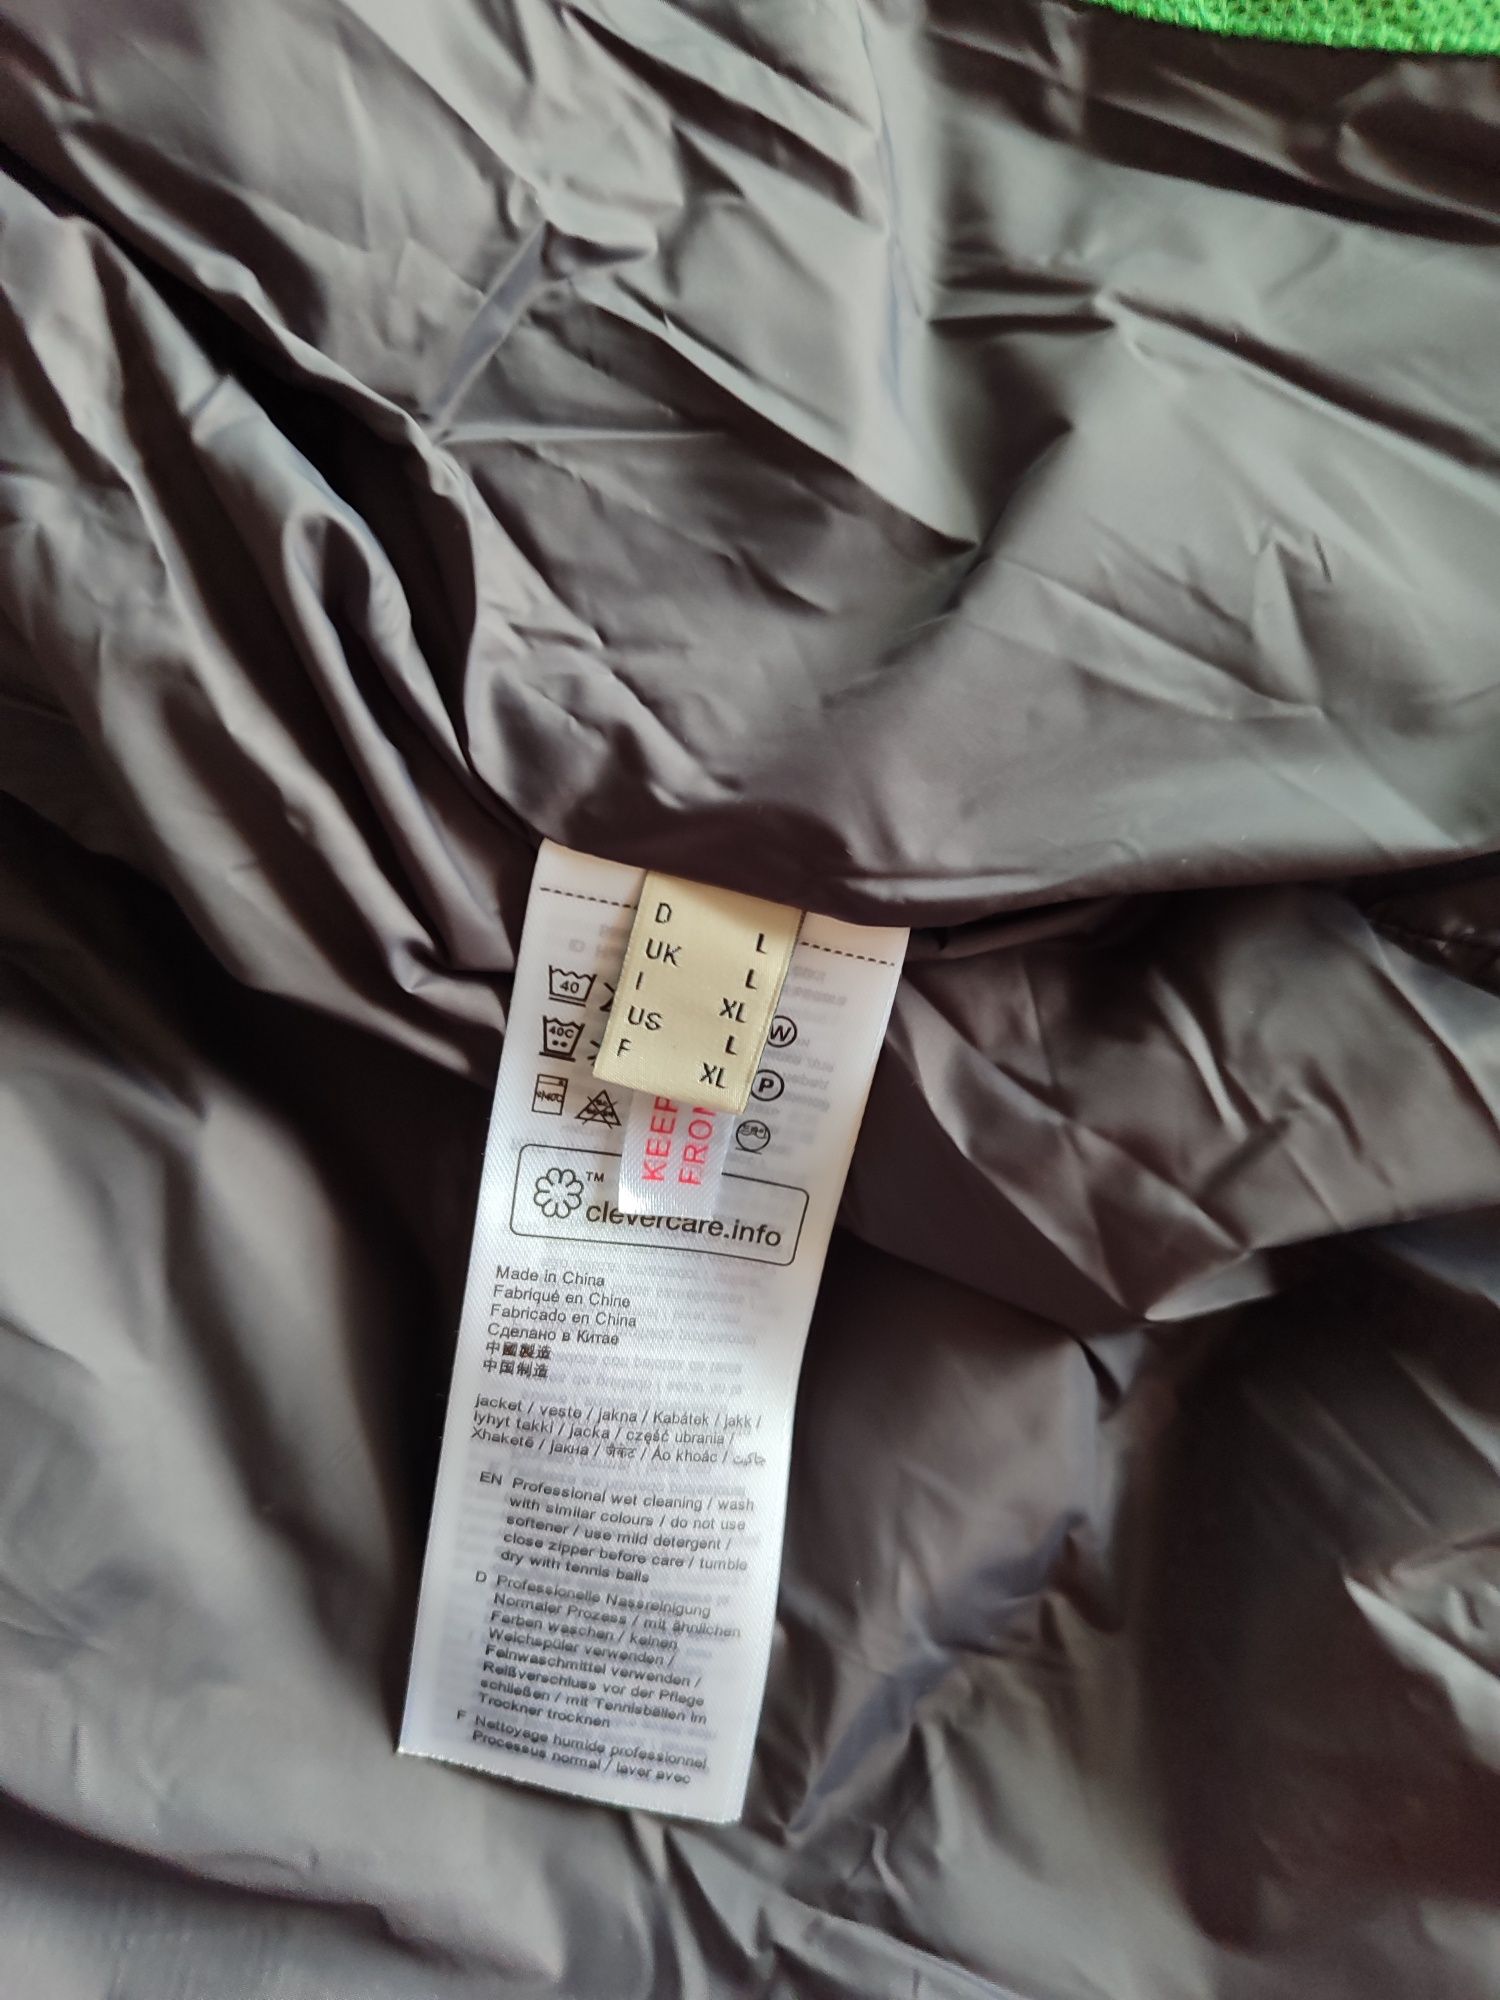 D L
UK L
I XL
US L
F XL
40
40C
W
P
KEEP
FROM
TM
clevercare.info
Made in China
Fabriqué en Chine
Fabricado en China
Сделано в Китае
中國製造
中国制造
jacket / veste / jakna / Kabátek / jakk /
lyhyt takki / jacka / część ubrania /
Xhaketë / јакна / जैकेट / Áo khoác / جاكيت
EN Professional wet cleaning / wash
with similar colours / do not use
softener / use mild detergent /
close zipper before care / tumble
dry with tennis balls
D Professionelle Nassreinigung
Normaler Prozess / mit ähnlichen
Farben waschen / keinen
Weichspüler verwenden /
Feinwaschmittel verwenden /
Reißverschluss vor der Pflege
schließen / mit Tennisbällen im
Trockner trocknen
F Nettoyage humide professionnel
Processus normal / laver avec